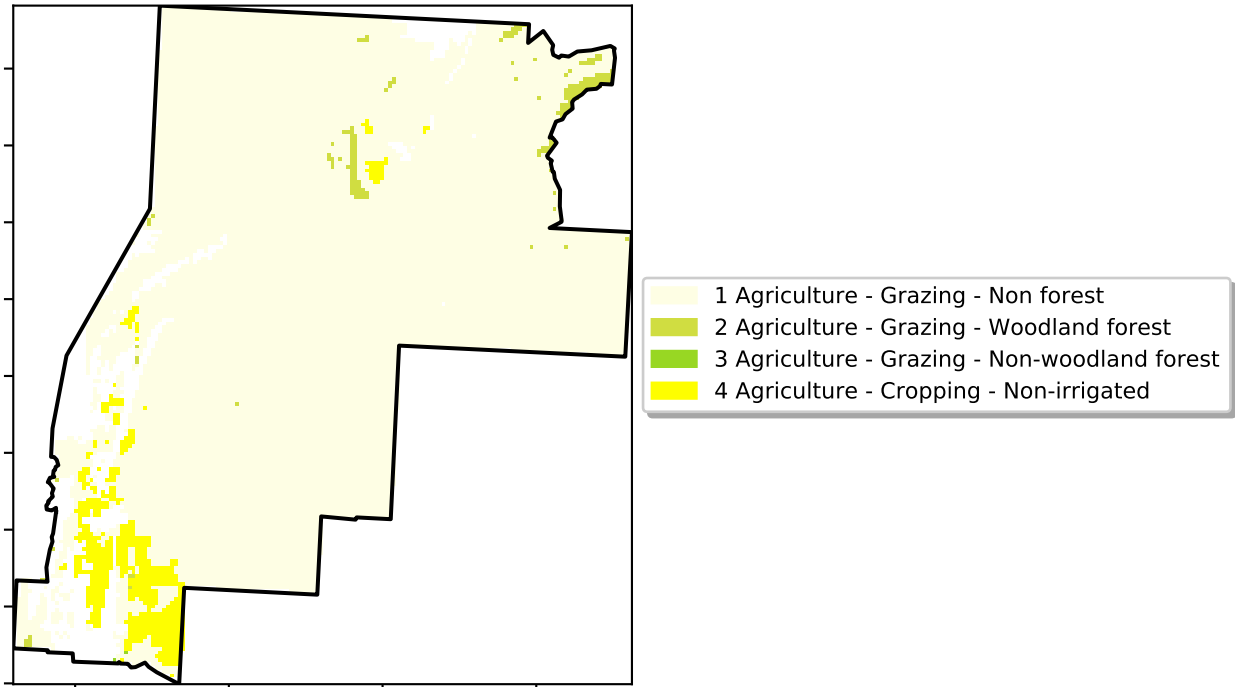 1 Agriculture - Grazing - Non forest
2 Agriculture - Grazing - Woodland forest
3 Agriculture - Grazing - Non-woodland forest
4 Agriculture - Cropping - Non-irrigated